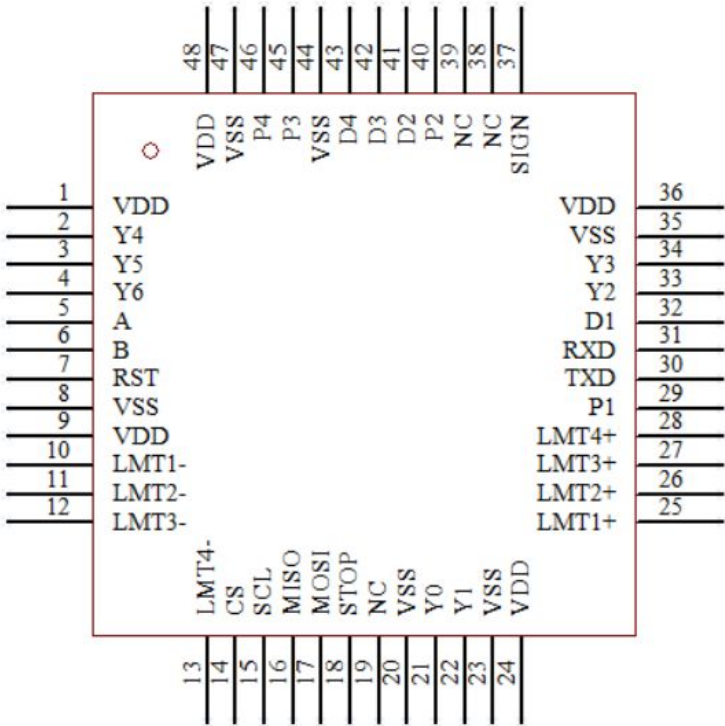 48 47 46 45 44 43 42 41 40 39 38 37
VDD VSS P4 P3 VSS D4 D3 D2 P2 NC NC SIGN
1 VDD
2 Y4
3 Y5
4 Y6
5 A
6 B
7 RST
8 VSS
9 VDD
10 LMT1-
11 LMT2-
12 LMT3-
VDD 36
VSS 35
Y3 34
Y2 33
D1 32
RXD 31
TXD 30
P1 29
LMT4+ 28
LMT3+ 27
LMT2+ 26
LMT1+ 25
LMT4- CS SCL MISO MOSI STOP NC VSS Y0 Y1 VSS VDD
13 14 15 16 17 18 19 20 21 22 23 24